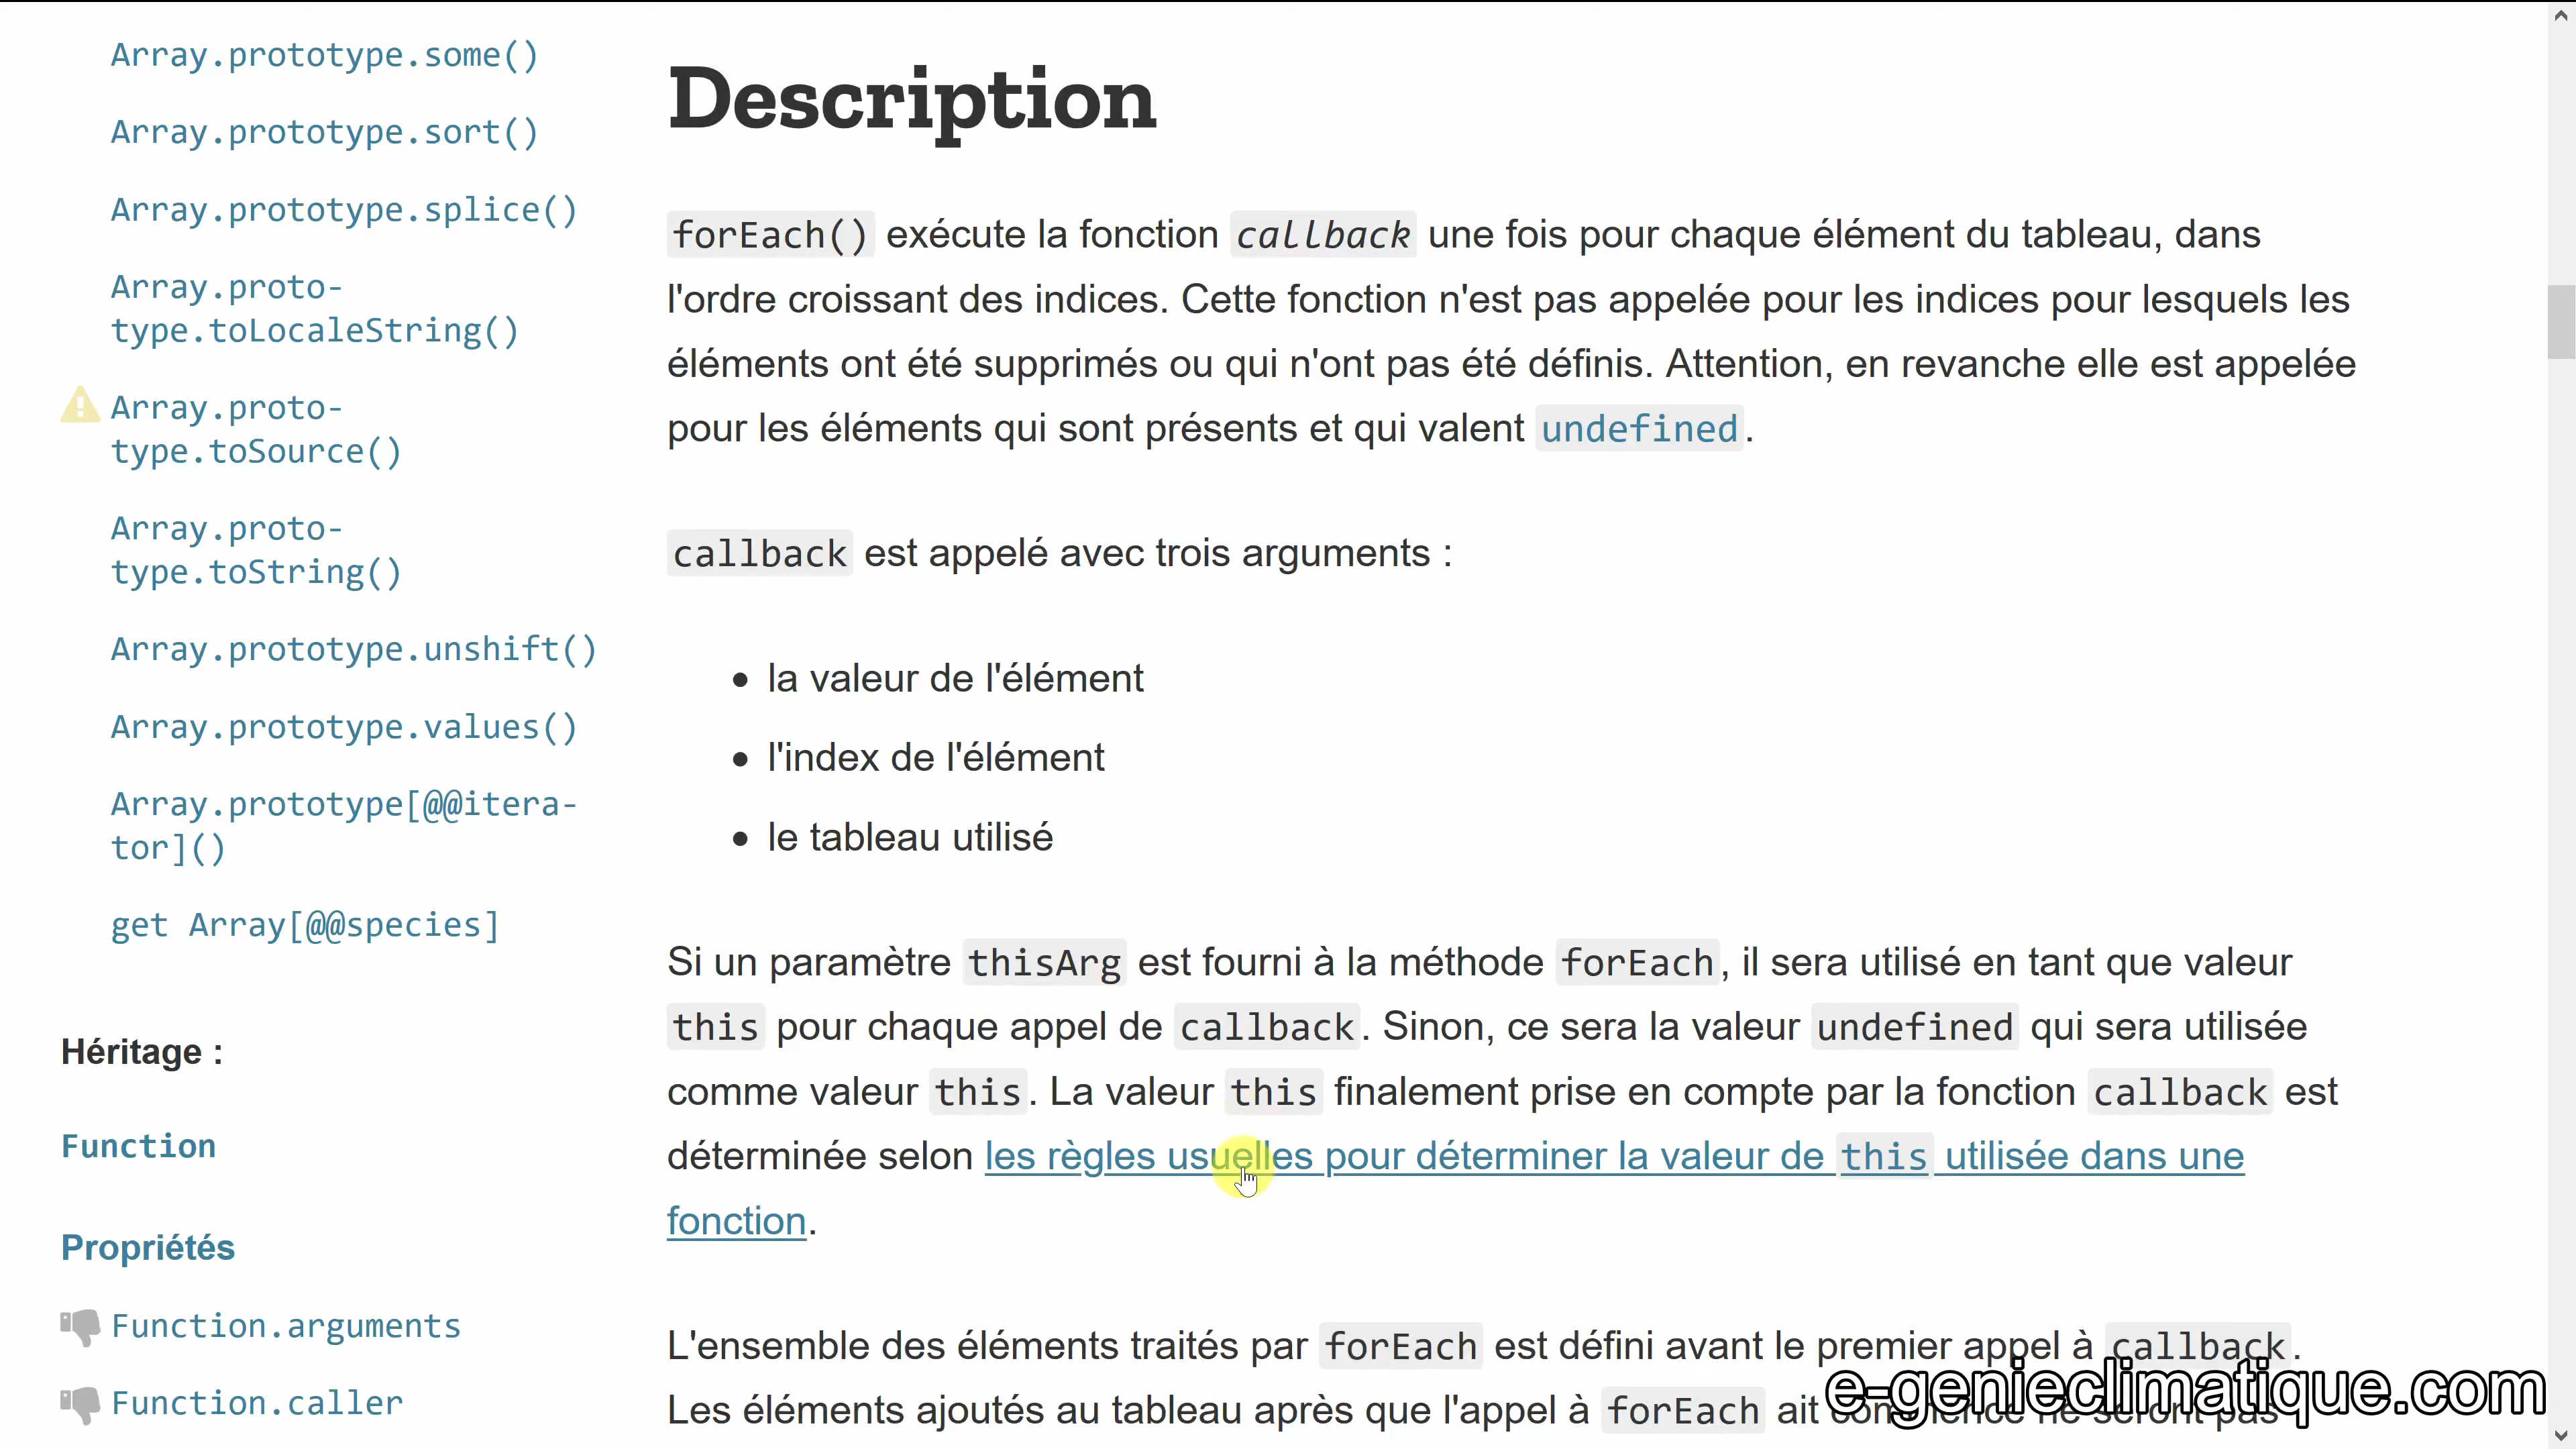 Array.prototype.some()
Array.prototype.sort()
Array.prototype.splice()
Array.proto-
type.toLocaleString()
Array.proto-
type.toSource()
Array.proto-
type.toString()
Array.prototype.unshift()
Array.prototype.values()
Array.prototype[@@itera-
tor]()
get Array[@@species]
Héritage :
Function
Propriétés
Function.arguments
Function.caller
Description
forEach() exécute la fonction callback une fois pour chaque élément du tableau, dans
l'ordre croissant des indices. Cette fonction n'est pas appelée pour les indices pour lesquels les
éléments ont été supprimés ou qui n'ont pas été définis. Attention, en revanche elle est appelée
pour les éléments qui sont présents et qui valent undefined.
callback est appelé avec trois arguments :
• la valeur de l'élément
• l'index de l'élément
• le tableau utilisé
Si un paramètre thisArg est fourni à la méthode forEach, il sera utilisé en tant que valeur
this pour chaque appel de callback. Sinon, ce sera la valeur undefined qui sera utilisée
comme valeur this. La valeur this finalement prise en compte par la fonction callback est
déterminée selon les règles usuelles pour déterminer la valeur de this utilisée dans une
fonction.
L'ensemble des éléments traités par forEach est défini avant le premier appel à callback.
Les éléments ajoutés au tableau après que l'appel à forEach ait commencé ne seront pas
e-genieclimatique.com